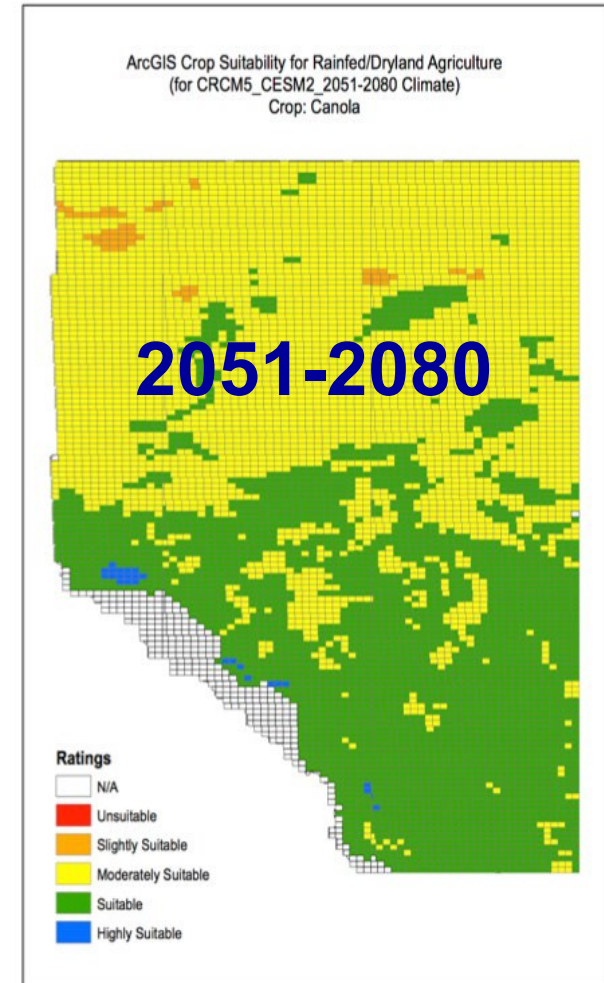 ArcGIS Crop Suitability for Rainfed/Dryland Agriculture
(for CRCM5_CESM2_2051-2080 Climate)
Crop: Canola
2051-2080
Ratings
N/A
Unsuitable
Slightly Suitable
Moderately Suitable
Suitable
Highly Suitable